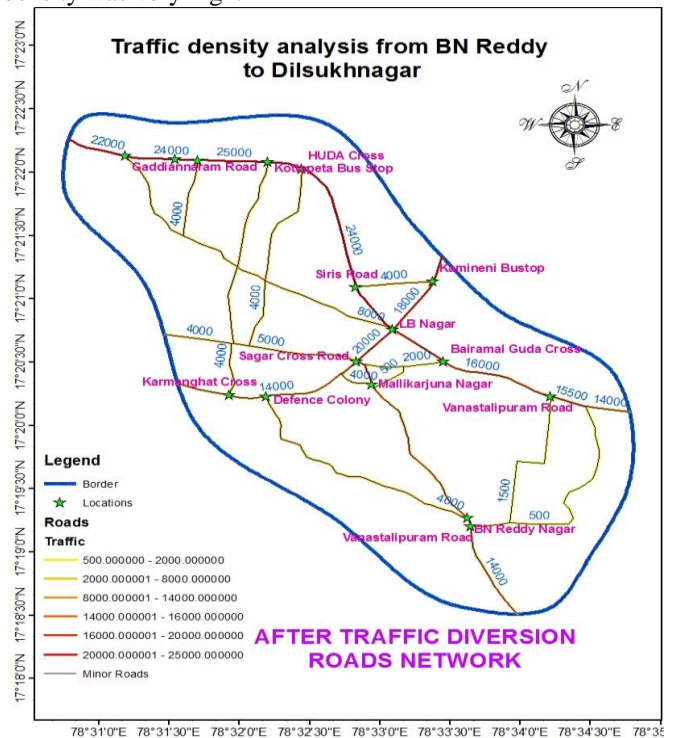 Traffic density analysis from BN Reddy
to Dilsukhnagar
N
W
E
S
22000
24000
25000
HUDA Cross
Gaddiannaram Road
Kothpeta Bus Stop
4000
24000
4000
Siris Road
4000
Kamineni Bustop
18000
8000
LB Nagar
4000
5000
20000
Bairamal Guda Cross
Sagar Cross Road
500
2000
16000
4000
4000
Karmanghat Cross
14000
Mallikarjuna Nagar
Defence Colony
15500
14000
Vanastalipuram Road
1500
4000
500
BN Reddy Nagar
Vanastalipuram Road
14000
Legend
Border
Locations
Roads
Traffic
500.000000 - 2000.000000
2000.000001 - 8000.000000
8000.000001 - 14000.000000
14000.000001 - 16000.000000
16000.000001 - 20000.000000
20000.000001 - 25000.000000
Minor Roads
AFTER TRAFFIC DIVERSION
ROADS NETWORK
17°23'0"N
17°22'30"N
17°22'0"N
17°21'30"N
17°21'0"N
17°20'30"N
17°20'0"N
17°19'30"N
17°19'0"N
17°18'30"N
17°18'0"N
78°31'0"E
78°31'30"E
78°32'0"E
78°32'30"E
78°33'0"E
78°33'30"E
78°34'0"E
78°34'30"E
78°35